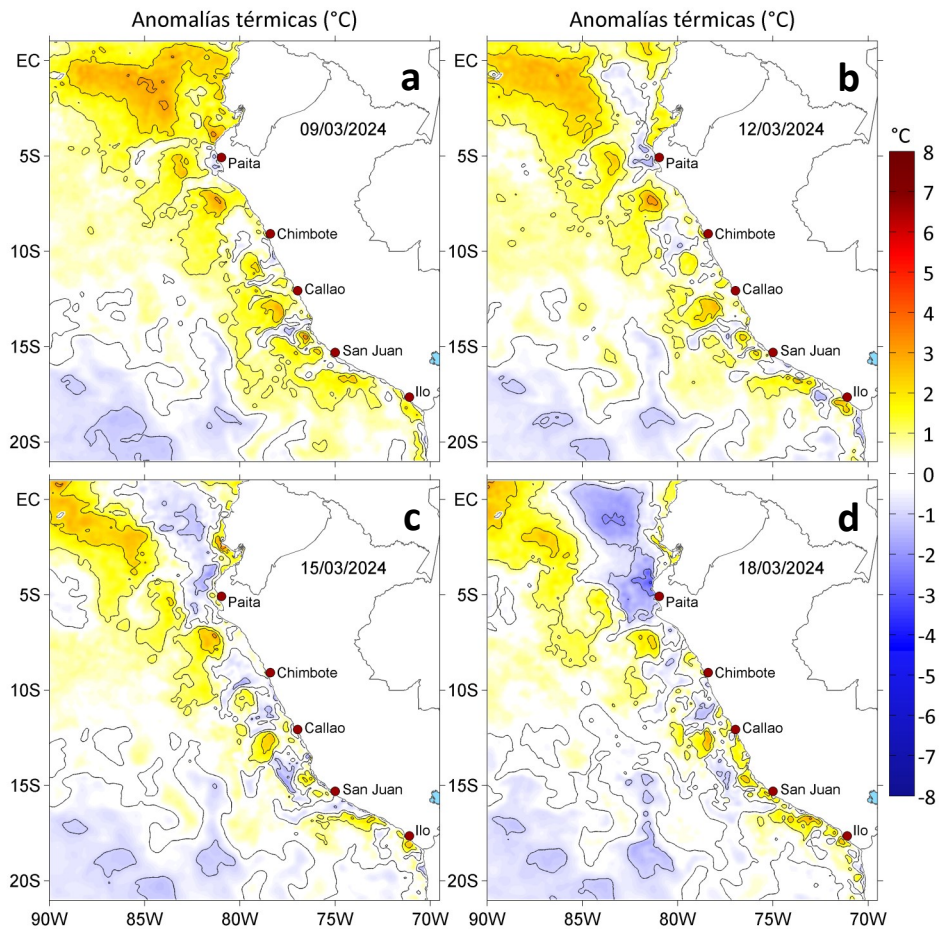 Anomalías térmicas (°C)
Anomalías térmicas (°C)
EC
5S
10S
15S
20S
a
09/03/2024
Paita
Chimbote
Callao
San Juan
Ilo
EC
5S
10S
15S
20S
b
12/03/2024
Paita
Chimbote
Callao
San Juan
Ilo
EC
5S
10S
15S
20S
c
15/03/2024
Paita
Chimbote
Callao
San Juan
Ilo
90W
85W
80W
75W
70W
EC
5S
10S
15S
20S
d
18/03/2024
Paita
Chimbote
Callao
San Juan
Ilo
90W
85W
80W
75W
70W
°C
8
7
6
5
4
3
2
1
0
-1
-2
-3
-4
-5
-6
-7
-8